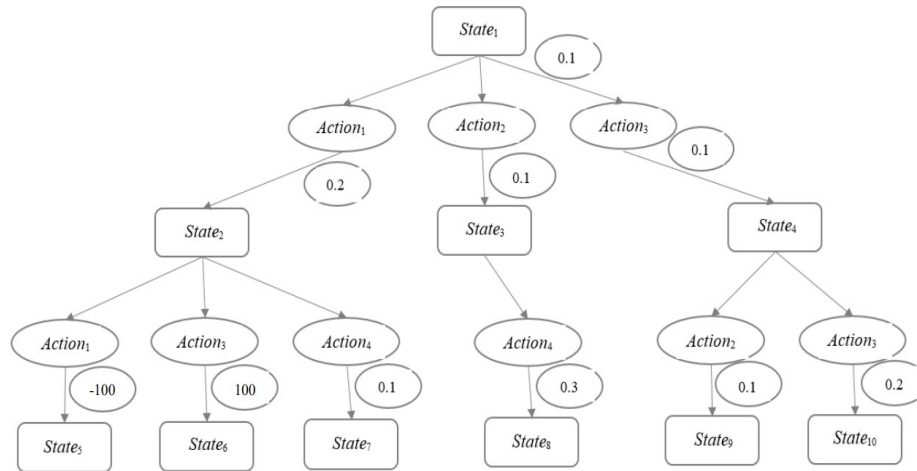 State₁
0.1
Action₁
Action₂
Action₃
0.2
0.1
0.1
State₂
State₃
State₄
Action₁
Action₃
Action₄
Action₄
Action₂
Action₃
-100
100
0.1
0.3
0.1
0.2
State₅
State₆
State₇
State₈
State₉
State₁₀